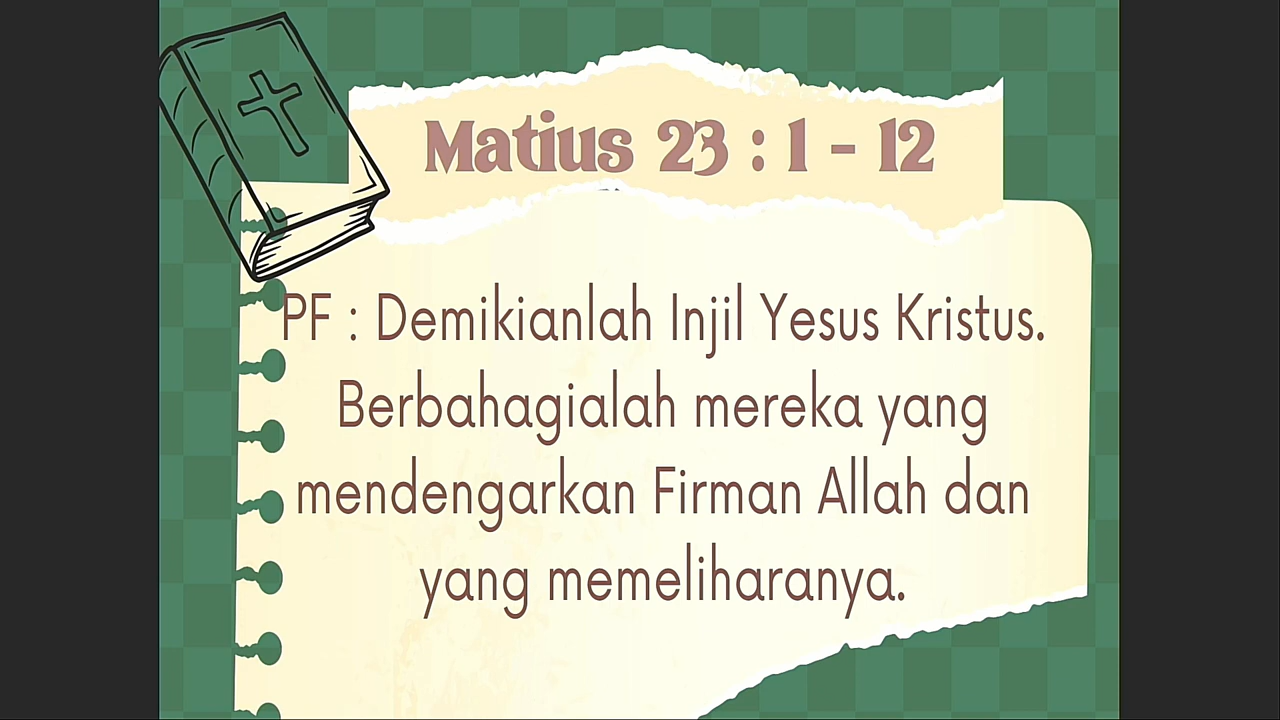 Matius 23 : 1 - 12
PF : Demikianlah Injil Yesus Kristus.
Berbahagialah mereka yang
mendengarkan Firman Allah dan
yang memeliharanya.